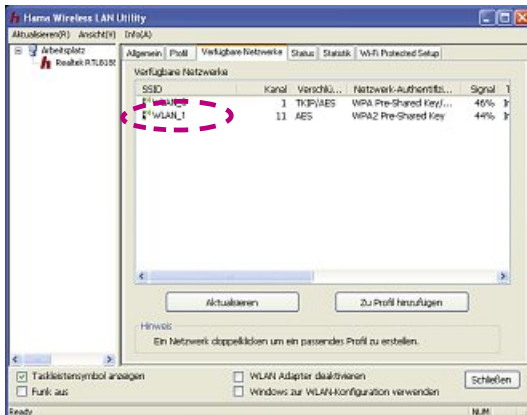 Hama Wireless LAN Utility
Aktualisieren(R) Ansicht(V) Info(A)
Arbeitsplatz
Realtek RTL8188
Allgemein Profil Verfügbare Netzwerke Status Statistik Wi-Fi Protected Setup
Verfügbare Netzwerke
SSID Kanal Verschlü... Netzwerk-Authentifizi... Signal
1 TKIP/AES WPA Pre-Shared Key/... 46%
WLAN_1 11 AES WPA2 Pre-Shared Key 44%
Aktualisieren Zu Profil hinzufügen
Hinweis
Ein Netzwerk doppelklicken um ein passendes Profil zu erstellen.
Taskleistensymbol anzeigen WLAN Adapter deaktivieren
Funk aus Windows zur WLAN-Konfiguration verwenden
Schließen
Ready NUM